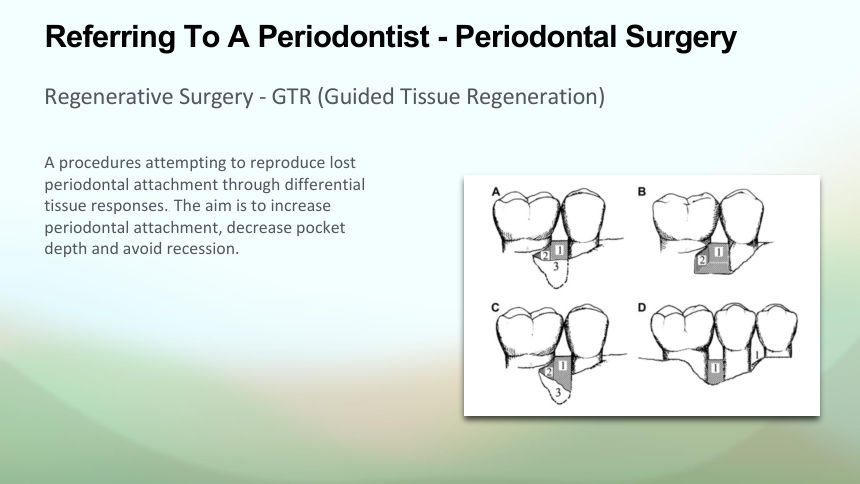 Referring To A Periodontist - Periodontal Surgery
Regenerative Surgery - GTR (Guided Tissue Regeneration)
A procedures attempting to reproduce lost
periodontal attachment through differential
tissue responses. The aim is to increase
periodontal attachment, decrease pocket
depth and avoid recession.
A
1
2
3
B
1
2
C
1
2
3
D
1
1